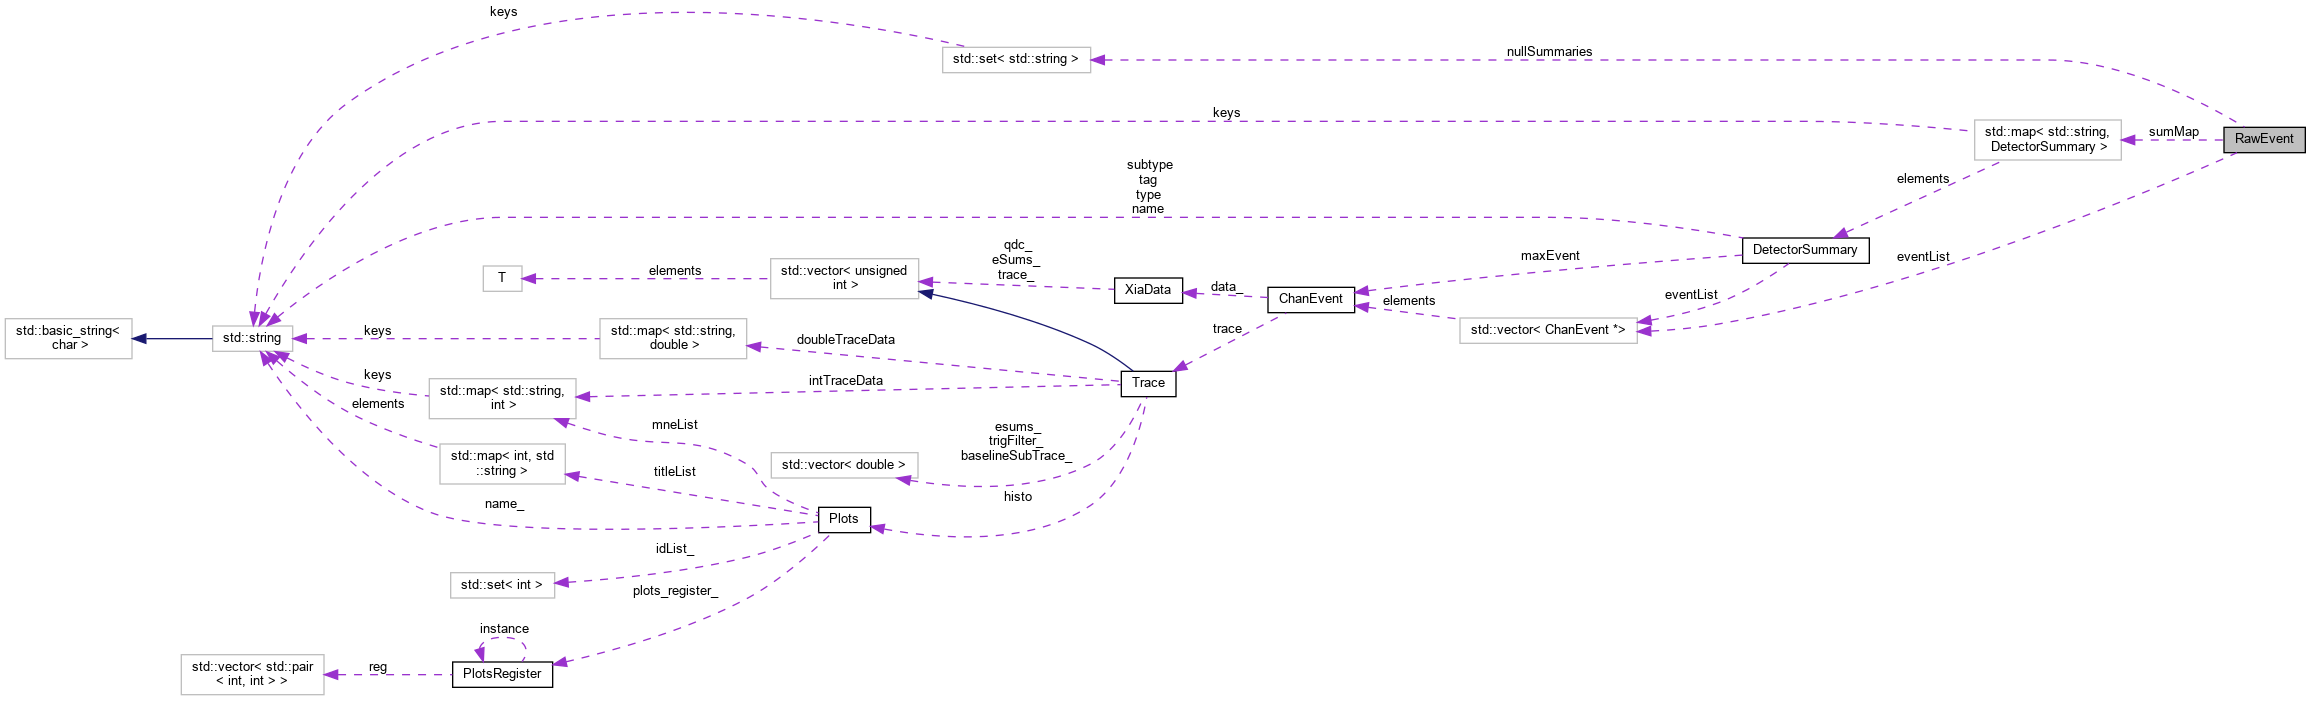 keys
nullSummaries
std::set< std::string >
keys
sumMap
std::map< std::string,
DetectorSummary >
RawEvent
subtype
tag
type
name
elements
DetectorSummary
maxEvent
eventList
eventList
qdc_
eSums_
trace_
elements
T
std::vector< unsigned
int >
XiaData
data_
ChanEvent
elements
std::vector< ChanEvent *>
trace
std::basic_string<
char >
std::string
keys
std::map< std::string,
double >
doubleTraceData
intTraceData
Trace
keys
std::map< std::string,
int >
elements
mneList
std::map< int, std
::string >
titleList
std::vector< double >
esums_
trigFilter_
baselineSubTrace_
histo
name_
Plots
idList_
std::set< int >
plots_register_
instance
PlotsRegister
reg
std::vector< std::pair
< int, int > >